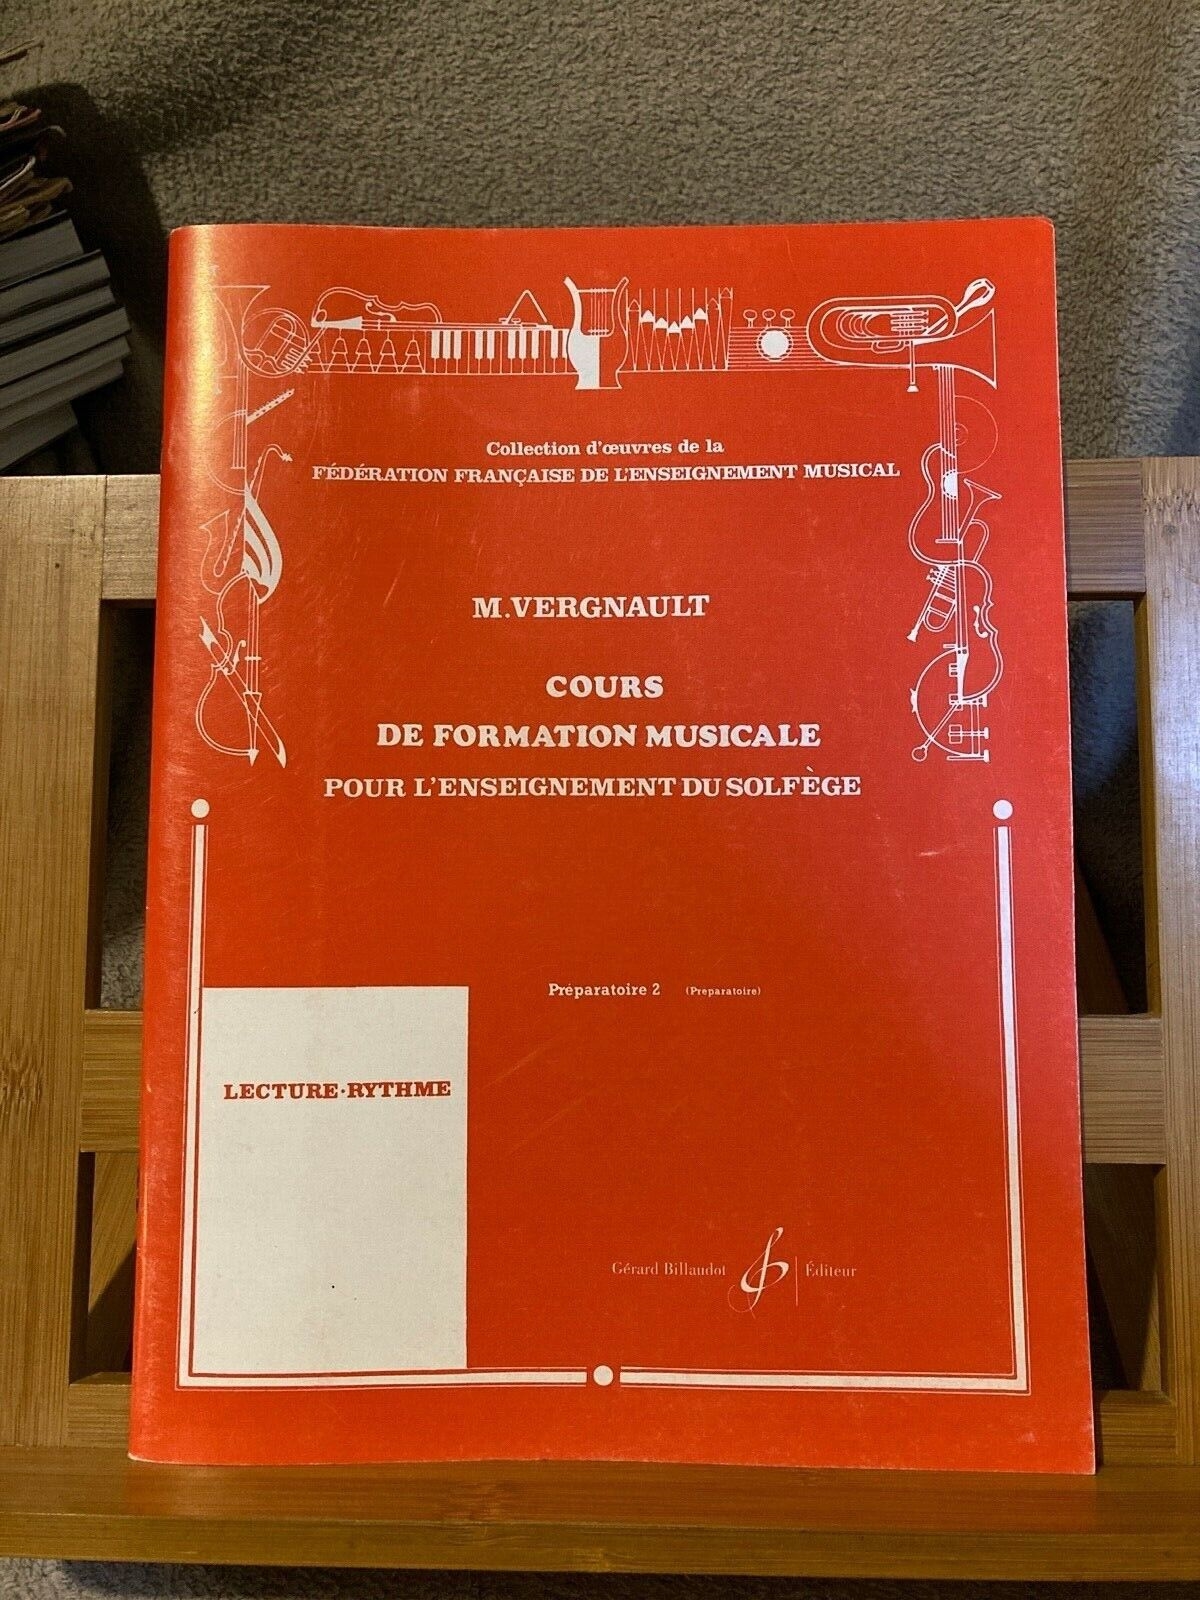 Collection d'œuvres de la
FÉDÉRATION FRANÇAISE DE L'ENSEIGNEMENT MUSICAL
M.VERGNAULT
COURS
DE FORMATION MUSICALE
POUR L'ENSEIGNEMENT DU SOLFÈGE
Préparatoire 2 (Preparatoire)
LECTURE·RYTHME
Gérard Billaudot Éditeur